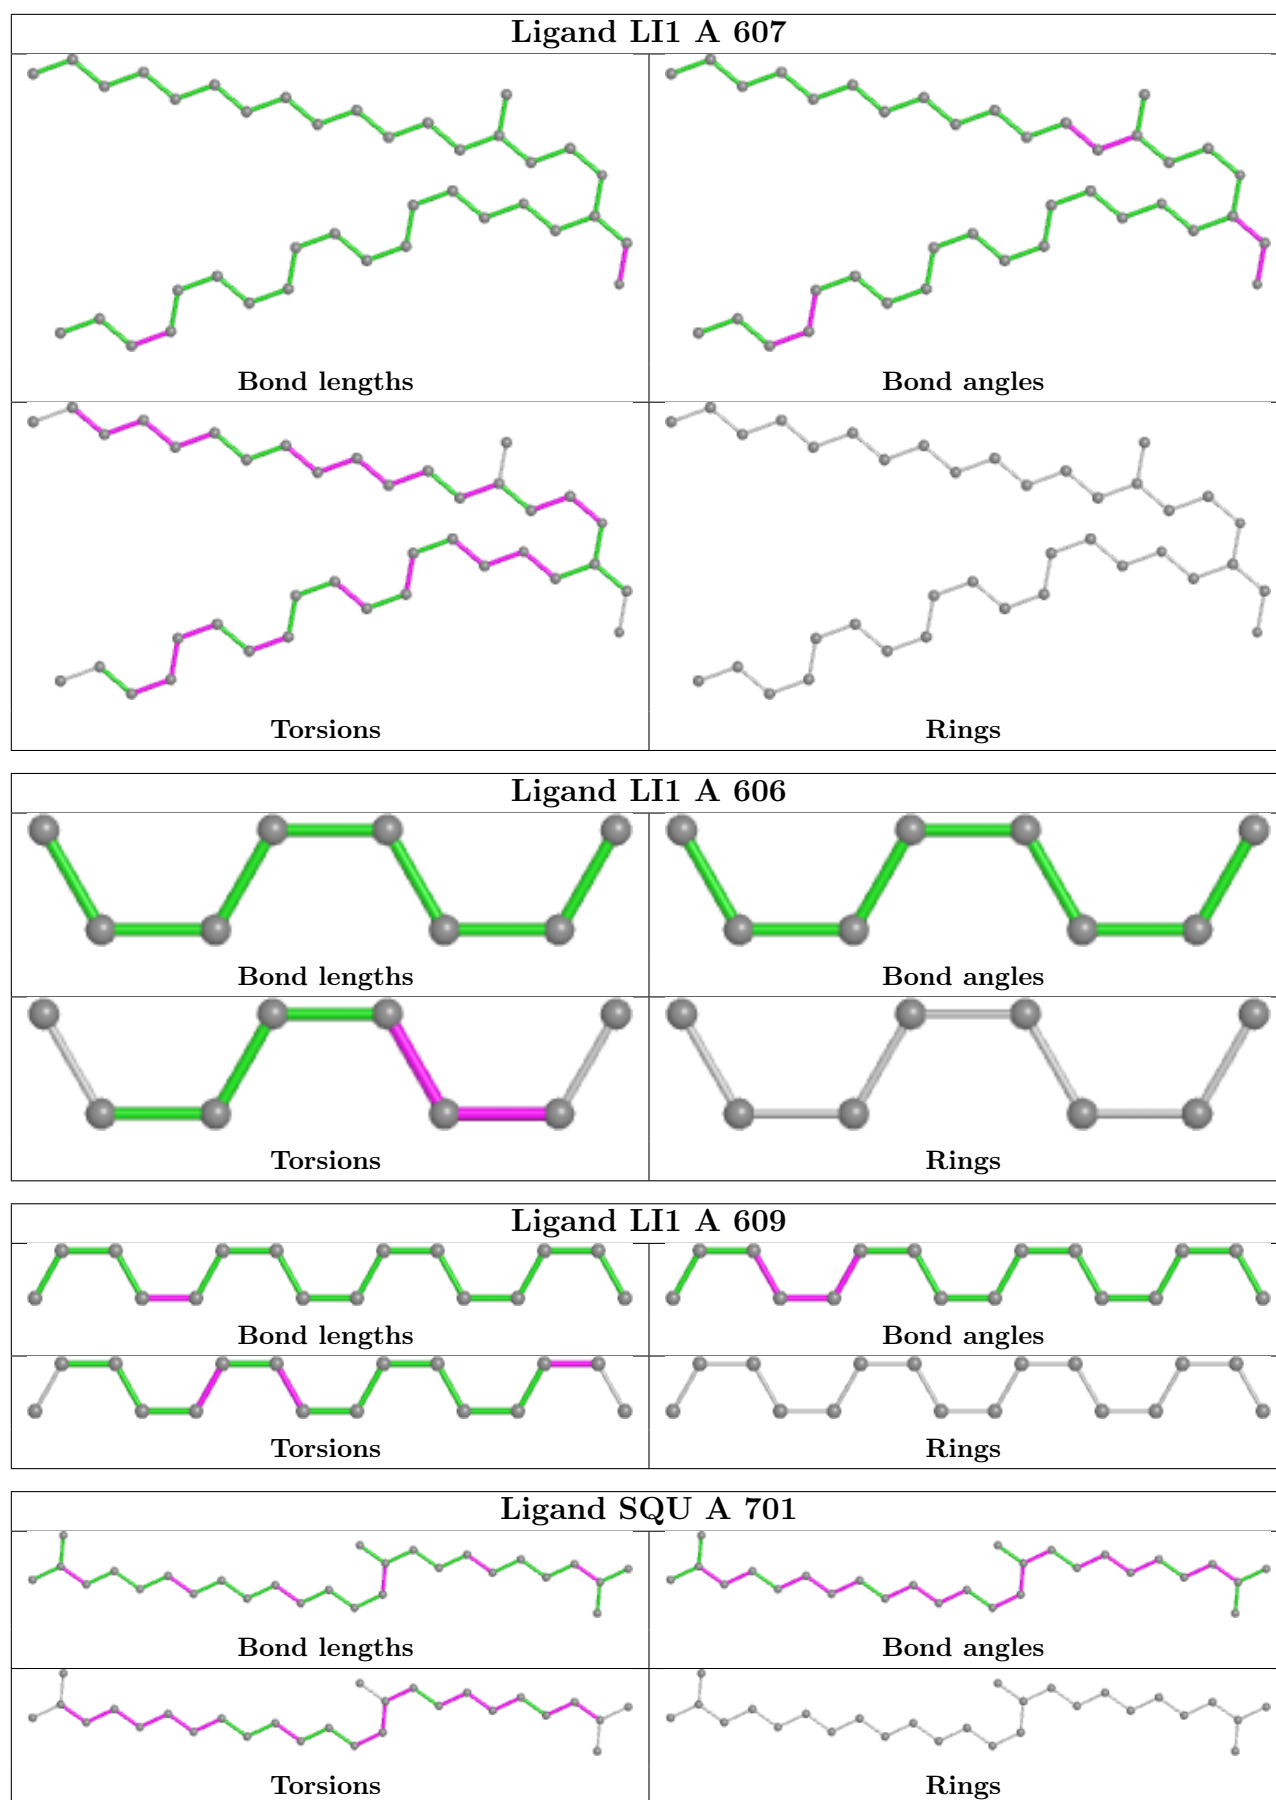 Ligand LI1 A 607
Bond lengths
Bond angles
Torsions
Rings
Ligand LI1 A 606
Bond lengths
Bond angles
Torsions
Rings
Ligand LI1 A 609
Bond lengths
Bond angles
Torsions
Rings
Ligand SQU A 701
Bond lengths
Bond angles
Torsions
Rings